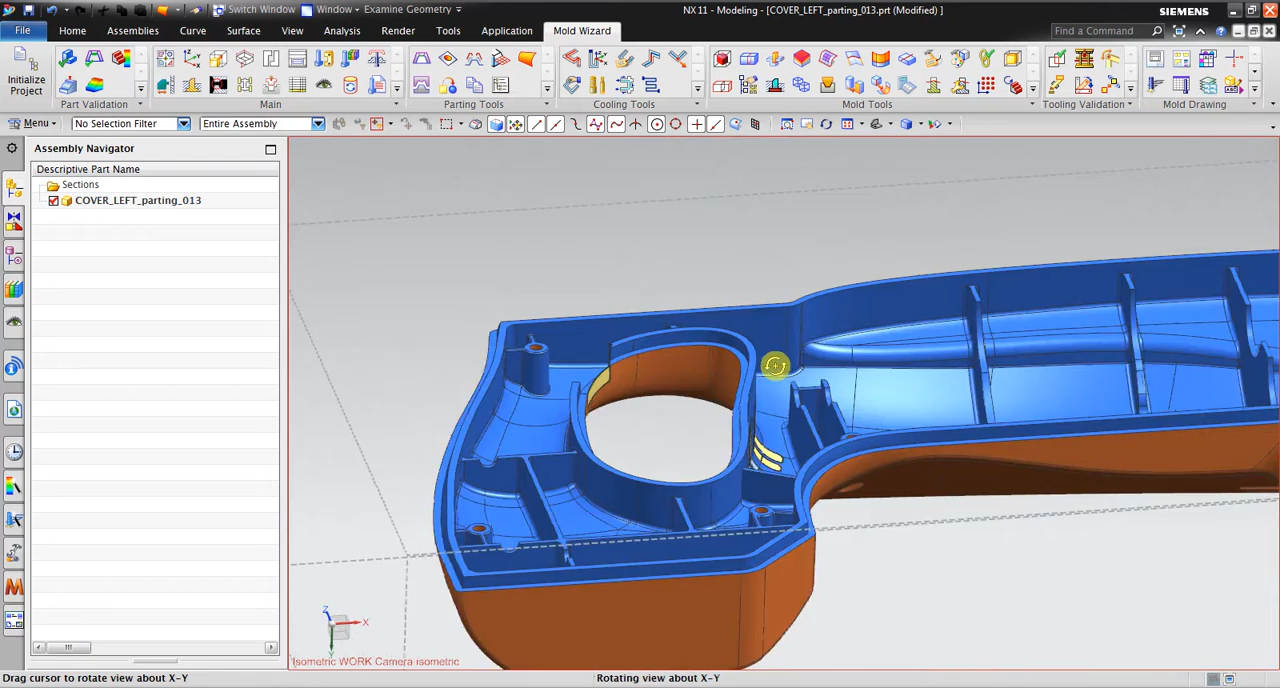 Switch Window
Window
Examine Geometry
NX 11 - Modeling - [COVER_LEFT_parting_013.prt (Modified) ]
SIEMENS
File
Home
Assemblies
Curve
Surface
View
Analysis
Render
Tools
Application
Mold Wizard
Find a Command
Initialize
Project
Part Validation
Main
Parting Tools
Cooling Tools
Mold Tools
Tooling Validation
Mold Drawing
Menu
No Selection Filter
Entire Assembly
Assembly Navigator
Descriptive Part Name
Sections
COVER_LEFT_parting_013
Z
X
Y
Isometric WORK Camera Isometric
Drag cursor to rotate view about X-Y
Rotating view about X-Y